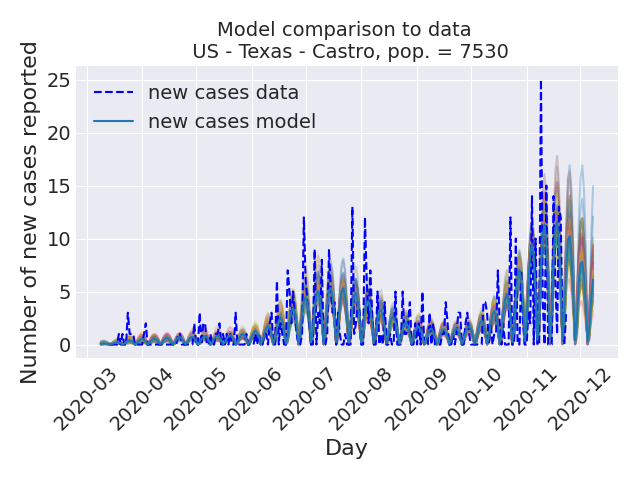 Model comparison to data
US - Texas - Castro, pop. = 7530
Number of new cases reported
25
20
15
10
5
0
new cases data
new cases model
2020-03
2020-04
2020-05
2020-06
2020-07
2020-08
2020-09
2020-10
2020-11
2020-12
Day